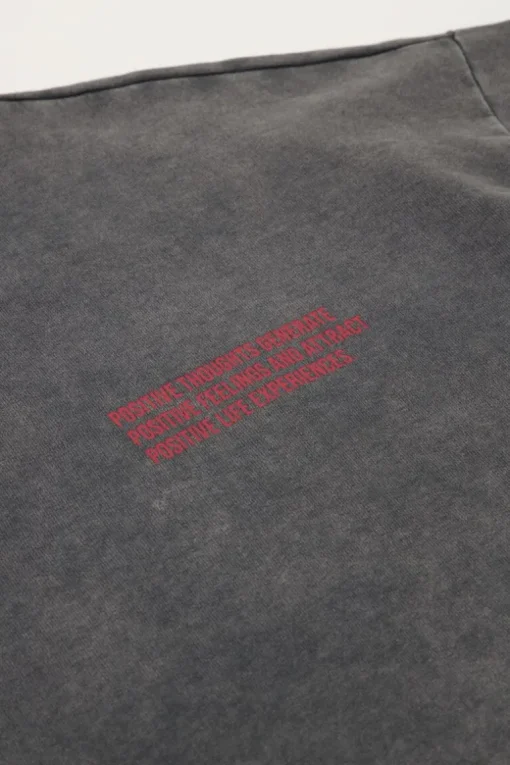 POSITIVE THOUGHTS GENERATE
POSITIVE FEELINGS AND ATTRACT
POSITIVE LIFE EXPERIENCES